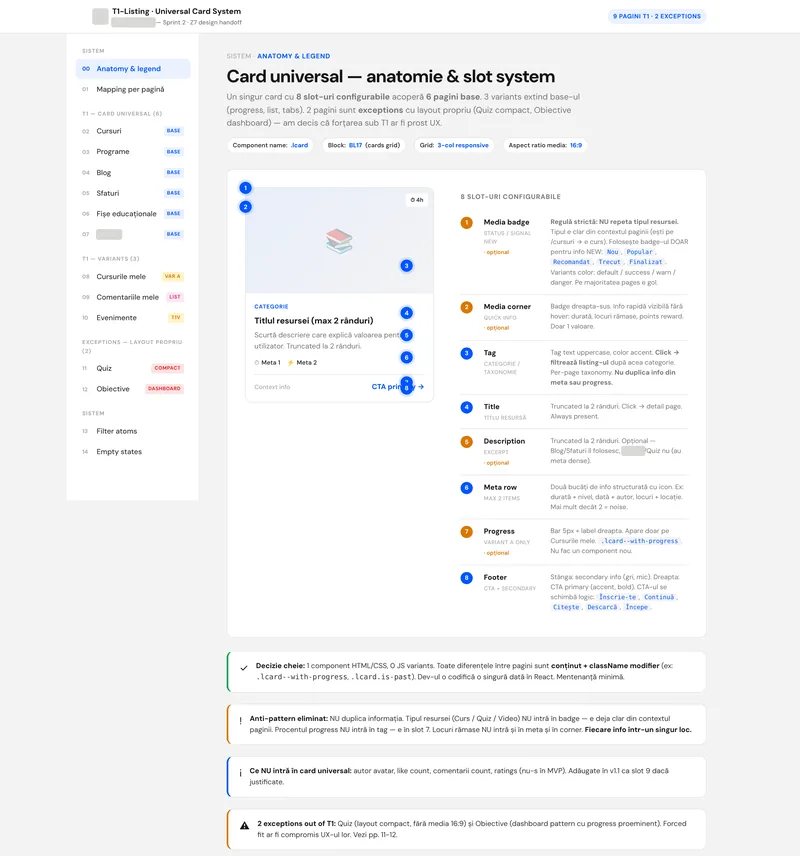 T1-Listing · Universal Card System
— Sprint 2 · Z7 design handoff
9 PAGINI T1 · 2 EXCEPTIONS
SISTEM
00 Anatomy & legend
01 Mapping per pagină
T1 — CARD UNIVERSAL (6)
02 Cursuri BASE
03 Programe BASE
04 Blog BASE
05 Sfaturi BASE
06 Fișe educaționale BASE
07 BASE
T1 — VARIANTS (3)
08 Cursurile mele VAR A
09 Comentariile mele LIST
10 Evenimente T1V
EXCEPTIONS — LAYOUT PROPRIU
(2)
11 Quiz COMPACT
12 Obiective DASHBOARD
SISTEM
13 Filter atoms
14 Empty states
SISTEM · ANATOMY & LEGEND
Card universal — anatomie & slot system
Un singur card cu 8 slot-uri configurabile acoperă 6 pagini base. 3 variants extind base-ul
(progress, list, tabs). 2 pagini sunt exceptions cu layout propriu (Quiz compact, Obiective
dashboard) — am decis că forțarea sub T1 ar fi prost UX.
Component name: .lcard
Block: BL17 (cards grid)
Grid: 3-col responsive
Aspect ratio media: 16:9
1
2
4h
3
CATEGORIE
4
Titlul resursei (max 2 rânduri)
Scurtă descriere care explică valoarea pent
5
utilizator. Truncated la 2 rânduri.
Meta 1 Meta 2
6
Context info
CTA prim
8
8 SLOT-URI CONFIGURABILE
1 Media badge
STATUS / SIGNAL
NEW
· opțional
Regulă strictă: NU repeta tipul resursei.
Tipul e clar din contextul paginii (ești pe
/cursuri → e curs). Folosește badge-ul DOAR
pentru info NEW: Nou, Popular,
Recomandat, Trecut, Finalizat.
Variants color: default / success / warn /
danger. Pe majoritatea pages e gol.
2 Media corner
QUICK INFO
· opțional
Badge dreapta-sus. Info rapidă vizibilă fără
hover: durată, locuri rămase, points reward.
Doar 1 valoare.
3 Tag
CATEGORIE /
TAXONOMIE
Tag text uppercase, color accent. Click →
filtrează listing-ul după acea categorie.
Per-page taxonomy. Nu duplica info din
meta sau progress.
4 Title
TITLU RESURSĂ
Truncated la 2 rânduri. Click → detail page.
Always present.
5 Description
EXCERPT
· opțional
Truncated la 2 rânduri. Opțional —
Blog/Sfaturi îl folosesc, /Quiz nu (au
meta dense).
6 Meta row
MAX 2 ITEMS
Două bucăți de info structurată cu icon. Ex:
durată + nivel, dată + autor, locuri + locație.
Mai mult decât 2 = noise.
7 Progress
VARIANT A ONLY
· opțional
Bar 5px + label dreapta. Apare doar pe
Cursurile mele. .lcard--with-progress.
Nu fac un component nou.
8 Footer
CTA + SECONDARY
Stânga: secondary info (gri, mic). Dreapta:
CTA primary (accent, bold). CTA-ul se
schimbă logic: Înscrie-te, Continuă,
Citește, Descarcă, Începe.
Decizie cheie: 1 component HTML/CSS, 0 JS variants. Toate diferențele între pagini sunt conținut + className modifier (ex:
.lcard--with-progress, .lcard.is-past). Dev-ul o codifică o singură dată în React. Mentenanță minimă.
Anti-pattern eliminat: NU duplica informația. Tipul resursei (Curs / Quiz / Video) NU intră în badge — e deja clar din contextul
paginii. Procentul progress NU intră în tag — e în slot 7. Locuri rămase NU intră și în meta și în corner. Fiecare info într-un singur loc.
Ce NU intră în card universal: autor avatar, like count, comentarii count, ratings (nu-s în MVP). Adăugate în v1.1 ca slot 9 dacă
justificate.
2 exceptions out of T1: Quiz (layout compact, fără media 16:9) și Obiective (dashboard pattern cu progress proeminent). Forced
fit ar fi compromis UX-ul lor. Vezi pp. 11–12.